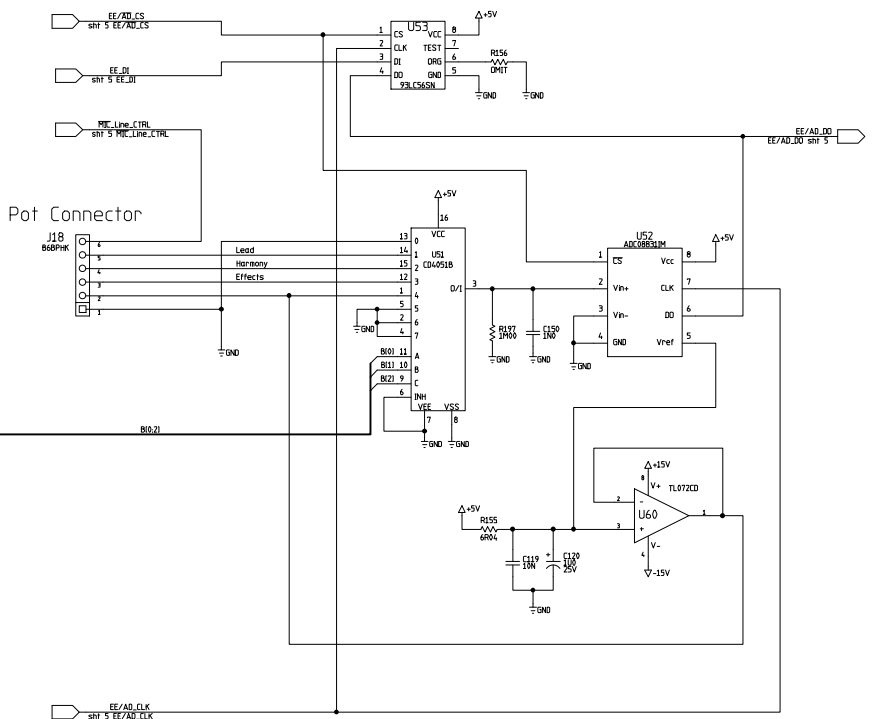 EE/AD_CS
sht 5 EE/AD_CS
EE_DI
sht 5 EE_DI
MIC_Line_CTRL
sht 5 MIC_Line_CTRL
U53
1 CS VCC 8
2 CLK TEST 7
3 DI ORG 6
4 DO GND 5
93LC56SN
+5V
R156
OMIT
GND
GND
EE/AD_DO
EE/AD_DO sht 5
Pot Connector
J18
B6BPHK
6
5
4
3
2
1
Lead
Harmony
Effects
GND
+5V
16
VCC
U51
CD4051B
13 0
14 1
15 2
12 3
1 4
5 5
2 6
4 7
GND
B(0) 11 A
B(1) 10 B
B(2) 9 C
6 INH
VEE VSS
7 8
GND GND
O/I 3
B(0:2)
R197
1M00
GND
C150
1N0
GND
U52
ADC08831IM
1 CS Vcc 8
2 Vin+ CLK 7
3 Vin- DO 6
4 GND Vref 5
+5V
GND
+5V
R155
6R04
C119
10N
+
C120
1U0
25V
GND
+15V
8
V+
TL072CD
2 -
U60
1
3 +
V-
4
-15V
EE/AD_CLK
sht 5 EE/AD_CLK